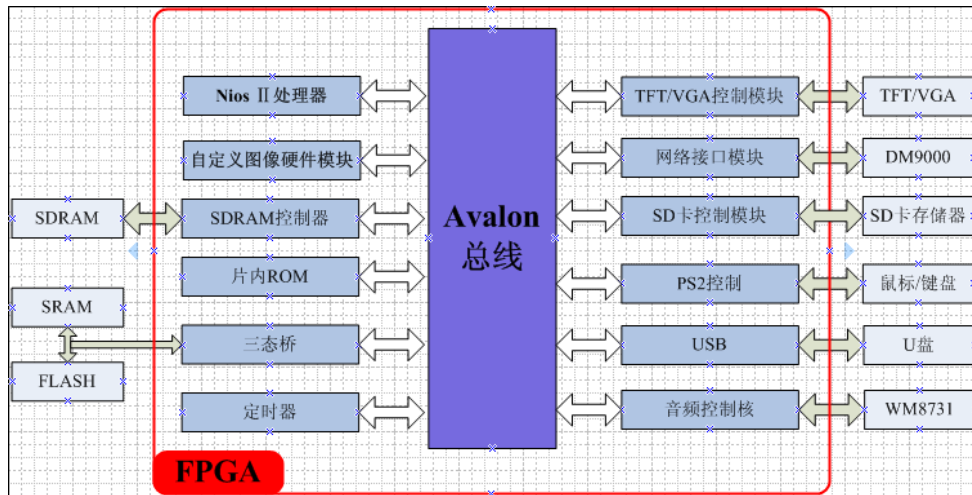 Nios Ⅱ处理器
自定义图像硬件模块
SDRAM
SDRAM控制器
片内ROM
SRAM
三态桥
FLASH
定时器
Avalon
总线
TFT/VGA控制模块
TFT/VGA
网络接口模块
DM9000
SD卡控制模块
SD卡存储器
PS2控制
鼠标/键盘
USB
U盘
音频控制核
WM8731
FPGA